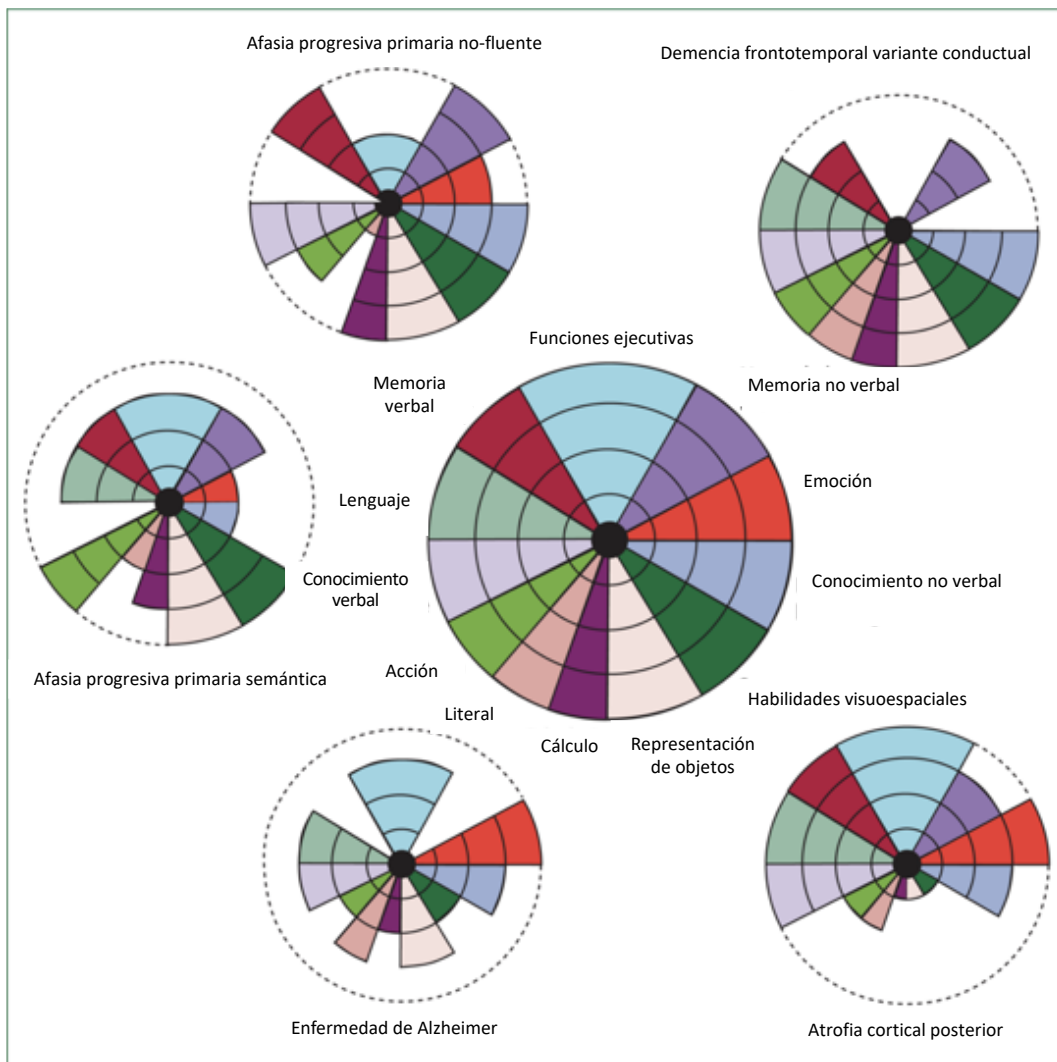 Afasia progresiva primaria no-fluente
Demencia frontotemporal variante conductual
Funciones ejecutivas
Memoria
verbal
Memoria no verbal
Lenguaje
Emoción
Conocimiento
verbal
Conocimiento no verbal
Acción
Literal
Cálculo
Representación
de objetos
Habilidades visuoespaciales
Afasia progresiva primaria semántica
Enfermedad de Alzheimer
Atrofia cortical posterior